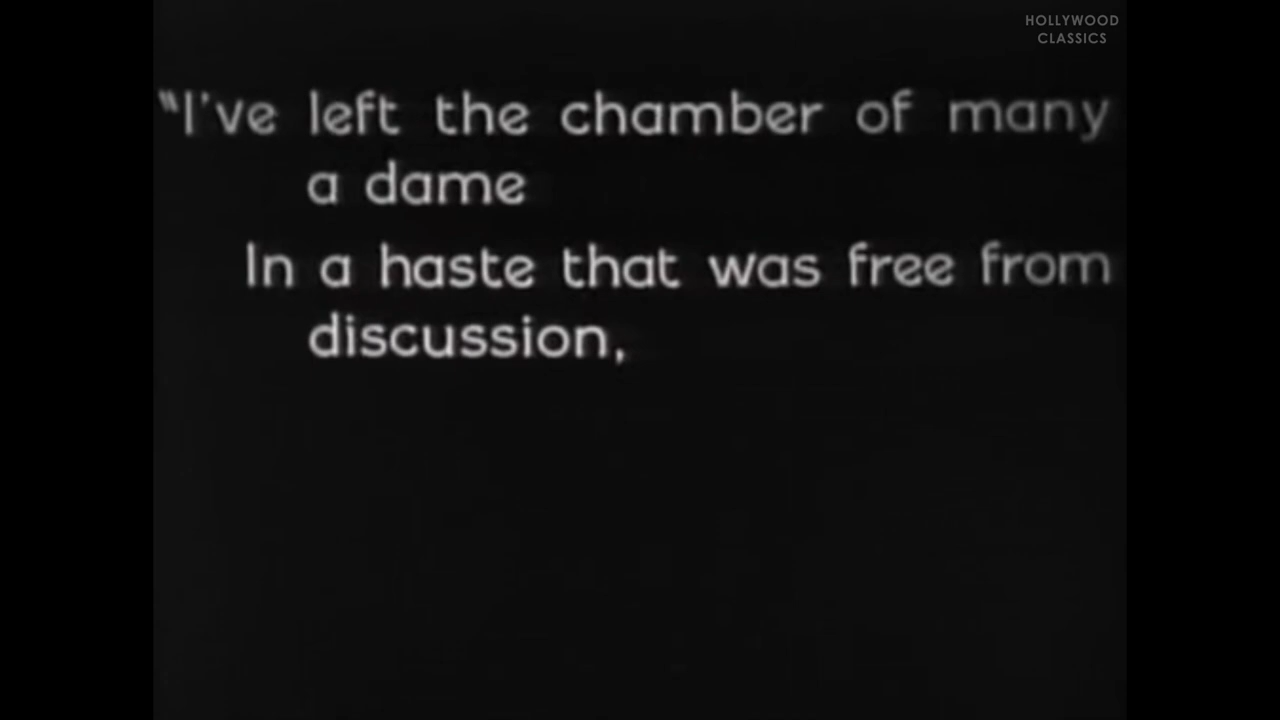 HOLLYWOOD
CLASSICS
"I've left the chamber of many
a dame
In a haste that was free from
discussion,